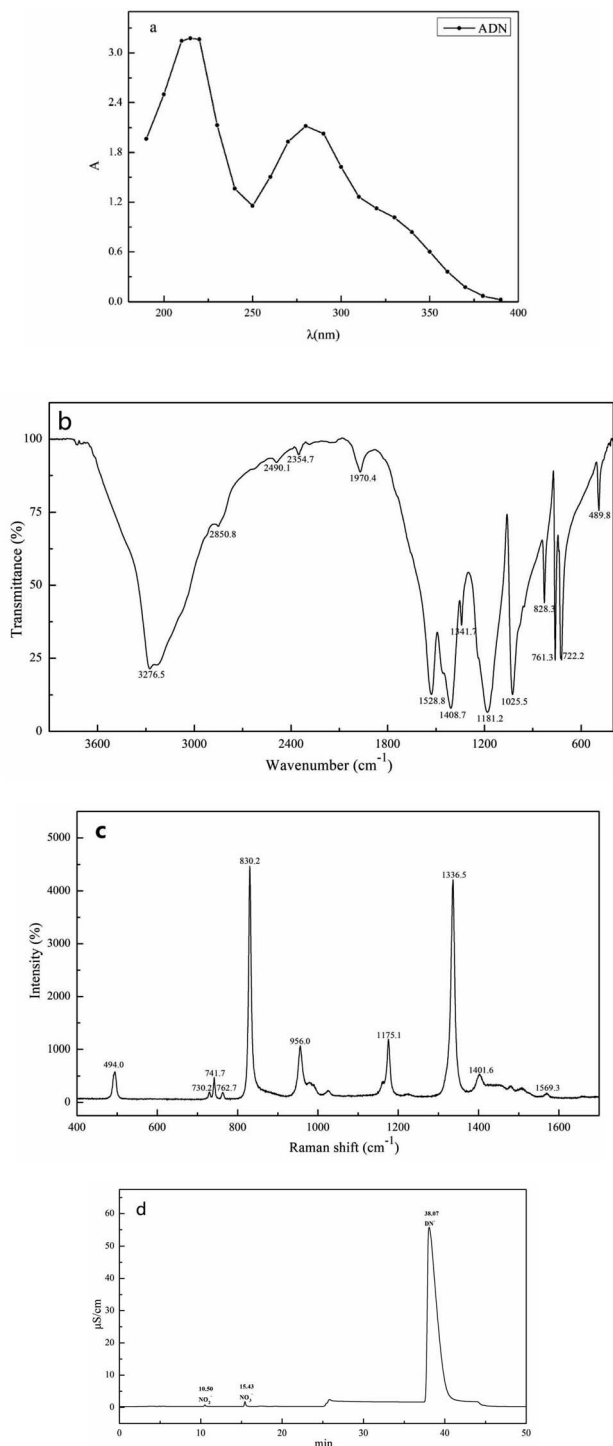 a
ADN
3.0
2.4
1.8
A
1.2
0.6
0.0
200 250 300 350 400
λ(nm)
b
100
2490.1 2354.7
1970.4
75
2850.8
489.8
Transmittance (%)
50
828.3
1341.7
25
3276.5
761.3 722.2
1528.8
1408.7
1181.2
1025.5
0
3600 3000 2400 1800 1200 600
Wavenumber (cm⁻¹)
c
5000
830.2
1336.5
4000
3000
Intensity (%)
2000
1000
956.0
1175.1
494.0
741.7
730.2 762.7
1401.6
1569.3
0
400 600 800 1000 1200 1400 1600
Raman shift (cm⁻¹)
d
60
38.07
DN⁻
50
40
μS/cm
30
20
10
10.50
NO₂⁻
15.43
NO₃⁻
0
0 10 20 30 40 50
min